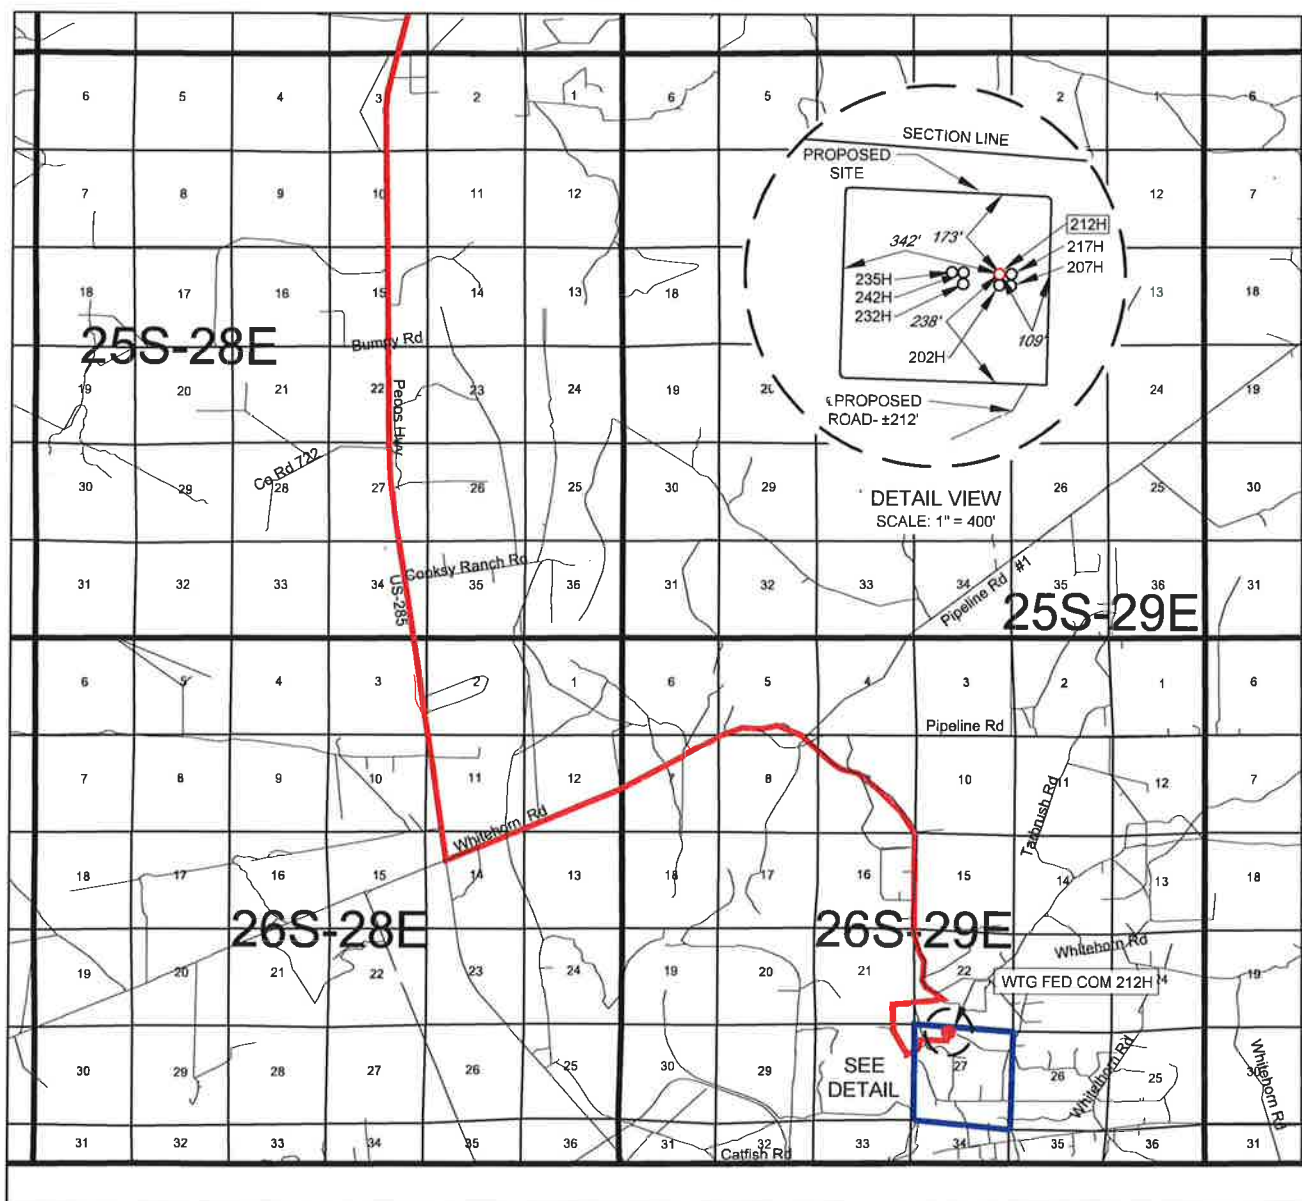 6 5 4 3 2 1 6 5 2 1 6
SECTION LINE
PROPOSED
SITE
7 8 9 10 11 12 12 7
212H
342' 173'
217H
207H
235H
242H
232H
238'
109'
202H
18 17 16 15 14 13 18 13 18
25S-28E
Bumpy Rd
19 20 21 22 23 24 19 24 19
Pecos Hwy
℄ PROPOSED
ROAD- ±212'
Co Rd 722
30 29 28 27 26 25 30 29 26 25 30
DETAIL VIEW
SCALE: 1" = 400'
Cooksy Ranch Rd
31 32 33 34 35 36 31 32 33 34 35 36 31
US-285
Pipeline Rd #1
25S-29E
6 5 4 3 2 1 6 5 4 3 2 1 6
Pipeline Rd
7 8 9 10 11 12 7 8 10 11 12 7
Tarbrush Rd
Whitehorn Rd
18 17 16 15 14 13 18 17 16 15 14 13 18
26S-28E
26S-29E
Whitehorn Rd
19 20 21 22 23 24 19 20 21 22 24 19
WTG FED COM 212H
30 29 28 27 26 25 30 29 27 26 25 30
SEE
DETAIL
Whitehorn Rd
Whitehorn Rd
31 32 33 34 35 36 31 32 33 34 35 36 31
Catfish Rd